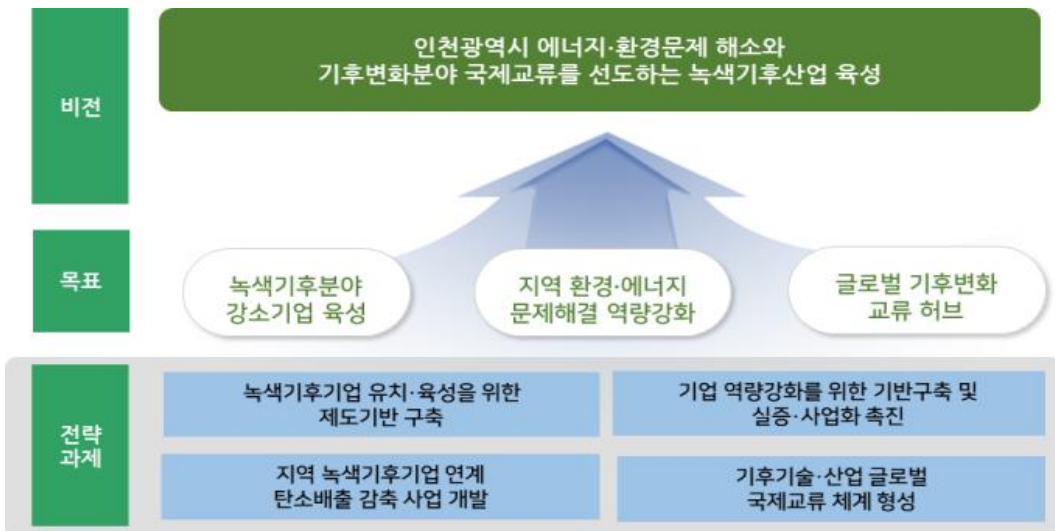 비전
인천광역시 에너지·환경문제 해소와
기후변화분야 국제교류를 선도하는 녹색기후산업 육성
목표
녹색기후분야
강소기업 육성
지역 환경·에너지
문제해결 역량강화
글로벌 기후변화
교류 허브
전략
과제
녹색기후기업 유치·육성을 위한
제도기반 구축
기업 역량강화를 위한 기반구축 및
실증·사업화 촉진
지역 녹색기후기업 연계
탄소배출 감축 사업 개발
기후기술·산업 글로벌
국제교류 체계 형성